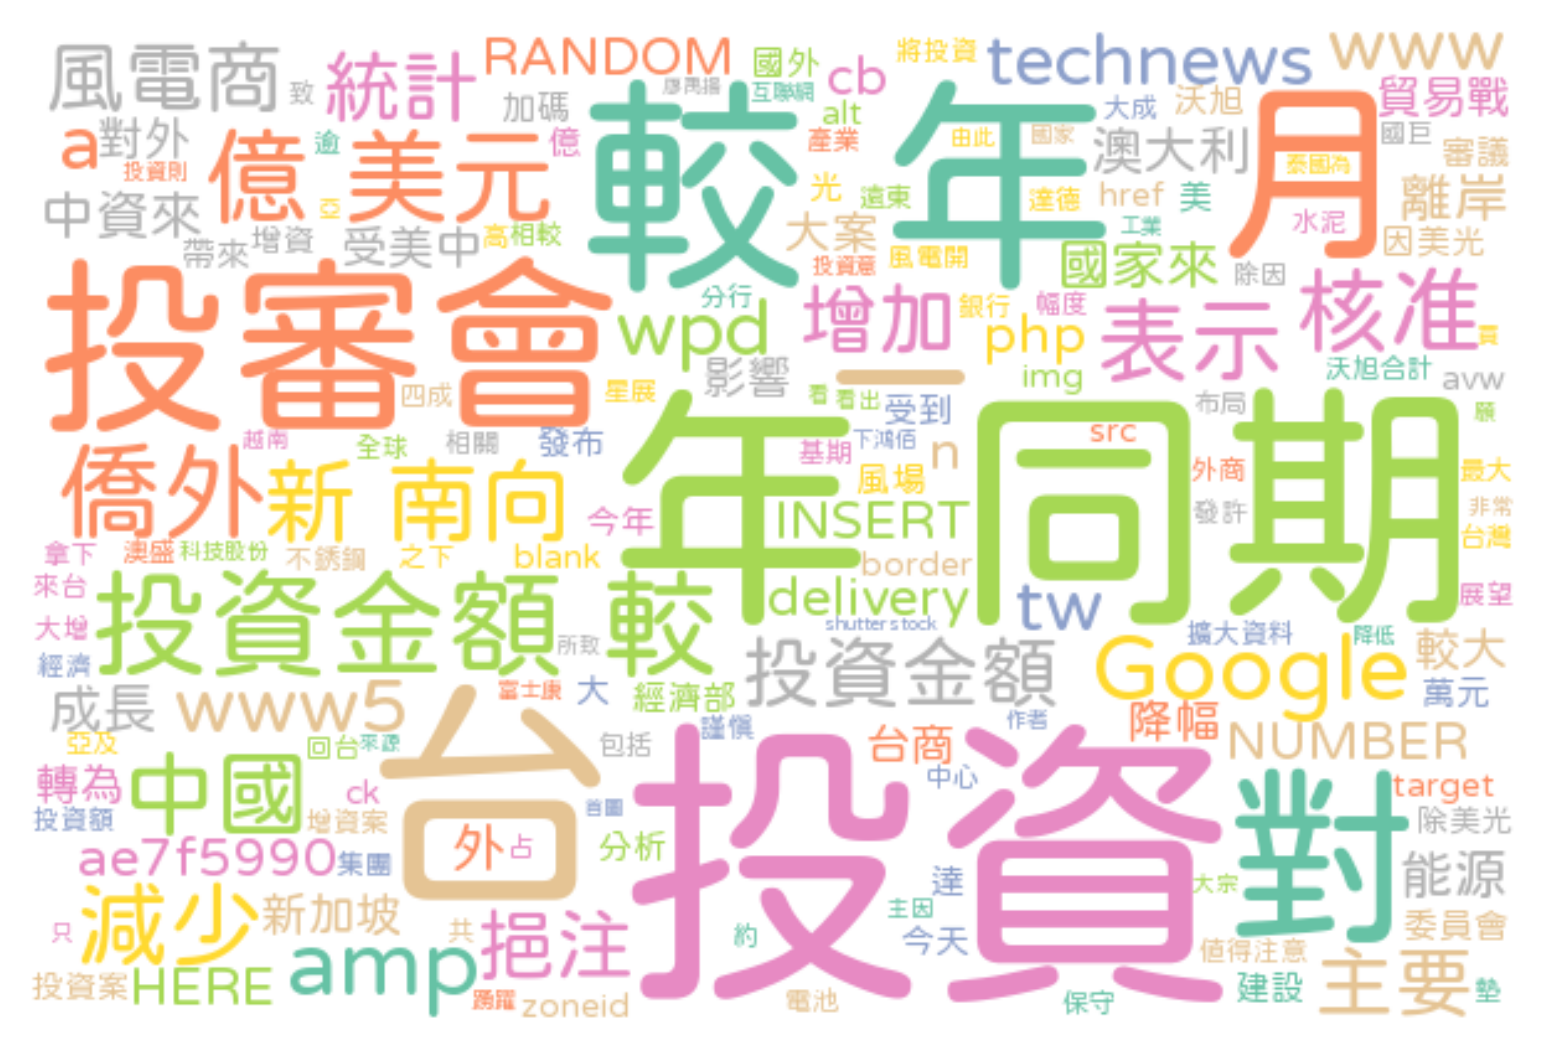 風電商
致
統計
RANDOM
國外
cb
將投資
technews
www
加碼
互聯網
alt
大成
沃旭
貿易戰
a
對外
逾
億
美元
億
產業
較
年
由此
國家
澳大利
月
國巨
審議
投資則
泰國為
中資來
亞
光
遠東
達德
href
美
離岸
帶來
增資
受美中
高
相較
大案
工業
水泥
因美光
投資意
風電開
國家來
除因
投審會
分行
wpd
增加
銀行
幅度
php
表示
核准
貢
影響
一
img
沃旭合計
avw
四成
星展
看
看出
受到
布局
願
越南
全球
相關
發布
年
同期
基期
下鴻佰
n
src
外商
最大
僑外
新
南向
今年
風場
INSERT
發許
非常
台灣
拿下
澳盛
科技股份
不銹鋼
之下
blank
border
來台
投資金額
較
delivery
tw
展望
大增
shutterstock
擴大資料
降低
經濟
所致
投資金額
Google
較大
成長
www5
富士康
大
經濟部
萬元
亞及
回台
來源
台
包括
謹慎
台商
作者
降幅
NUMBER
轉為
中國
ck
投資
中心
對
target
投資額
增資案
首圖
除美光
ae7f5990
集團
外
占
分析
達
大宗
能源
減少
新加坡
共
挹注
主因
委員會
只
約
今天
值得注意
投資案
HERE
amp
踴躍
zoneid
電池
保守
建設
主要
墊